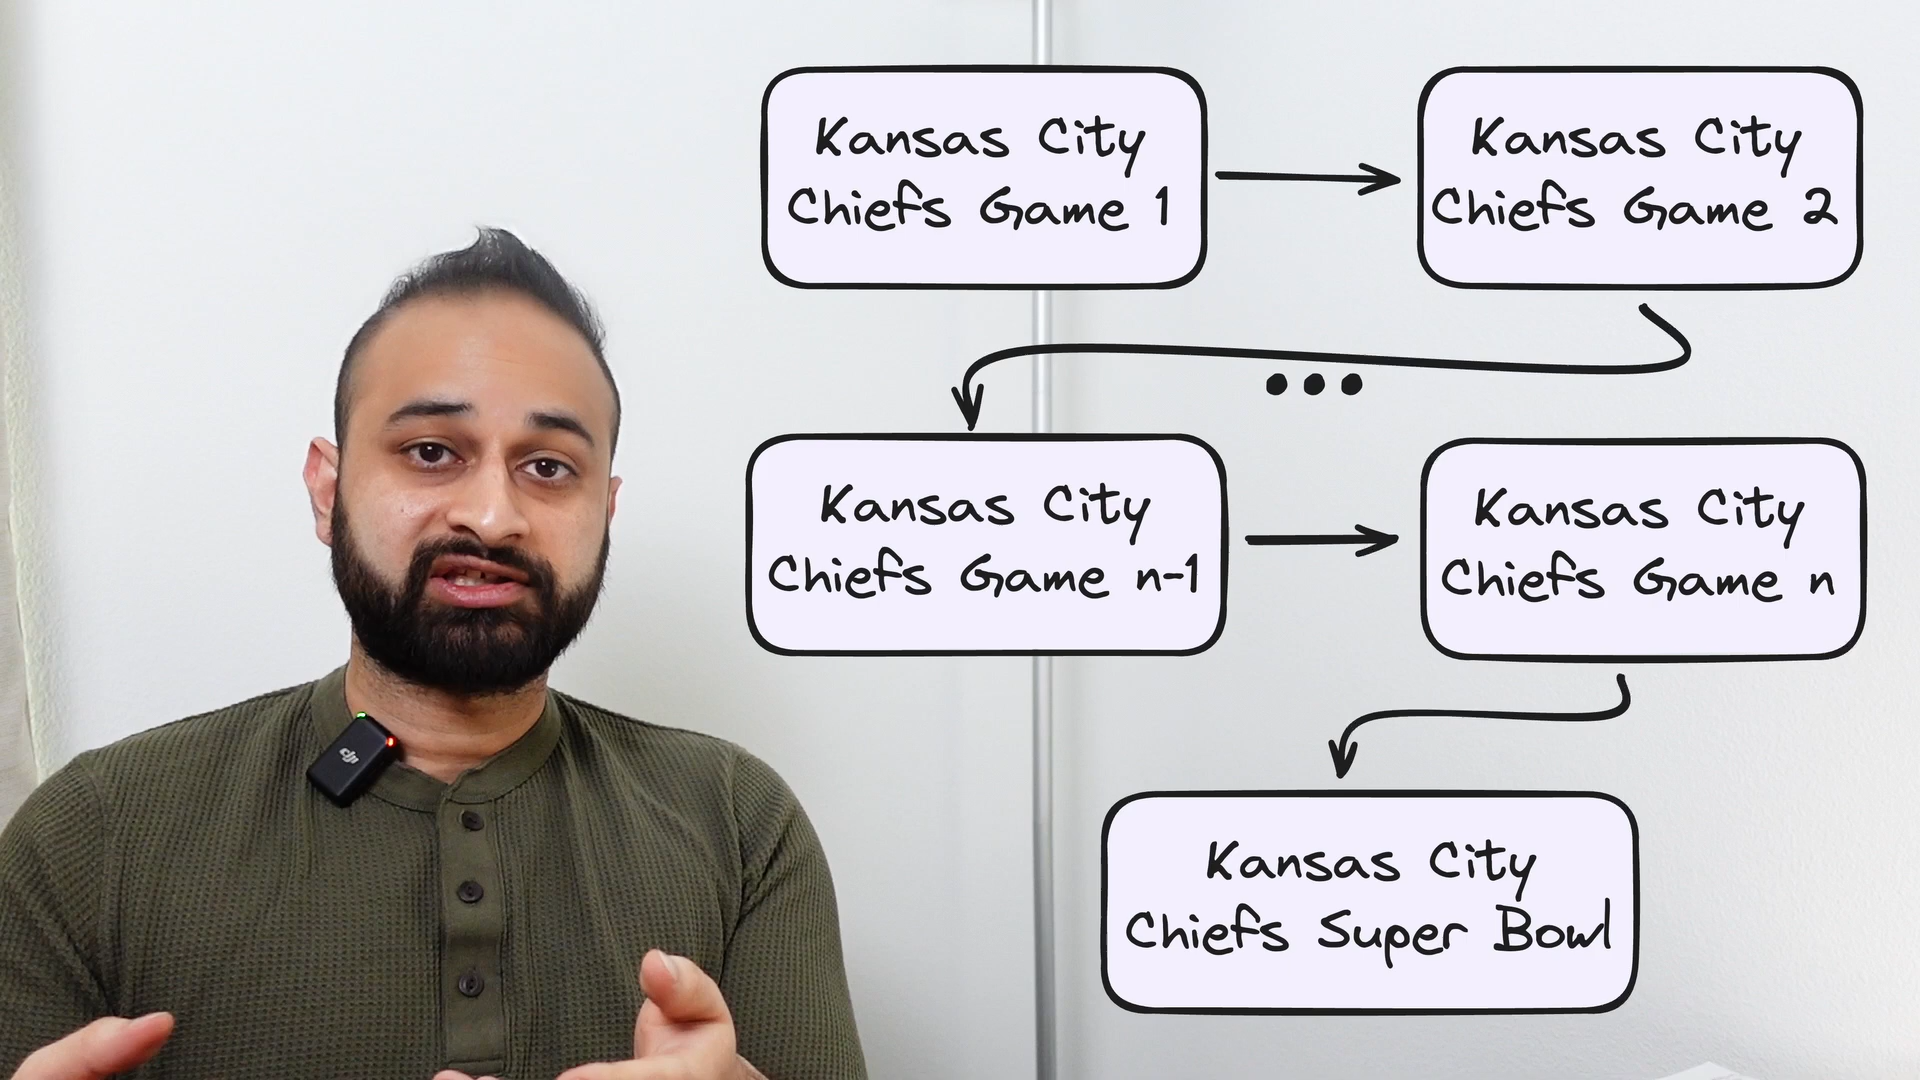 Kansas City
Chiefs Game 1
Kansas City
Chiefs Game 2
Kansas City
Chiefs Game n-1
Kansas City
Chiefs Game n
Kansas City
Chiefs Super Bowl
dji